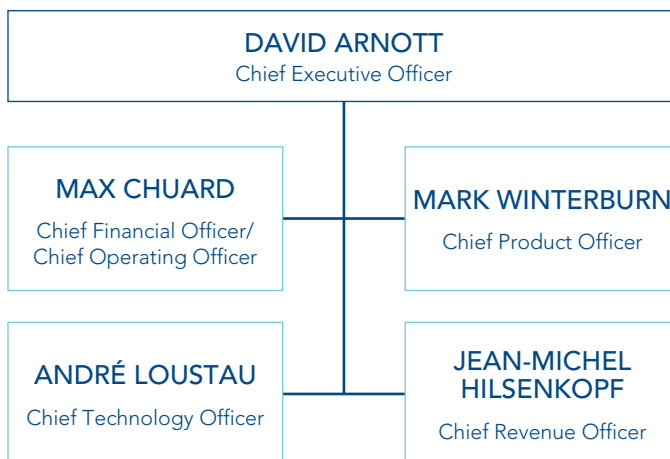 DAVID ARNOTT
Chief Executive Officer
MAX CHUARD
Chief Financial Officer/
Chief Operating Officer
MARK WINTERBURN
Chief Product Officer
ANDRÉ LOUSTAU
Chief Technology Officer
JEAN-MICHEL
HILSENKOPF
Chief Revenue Officer